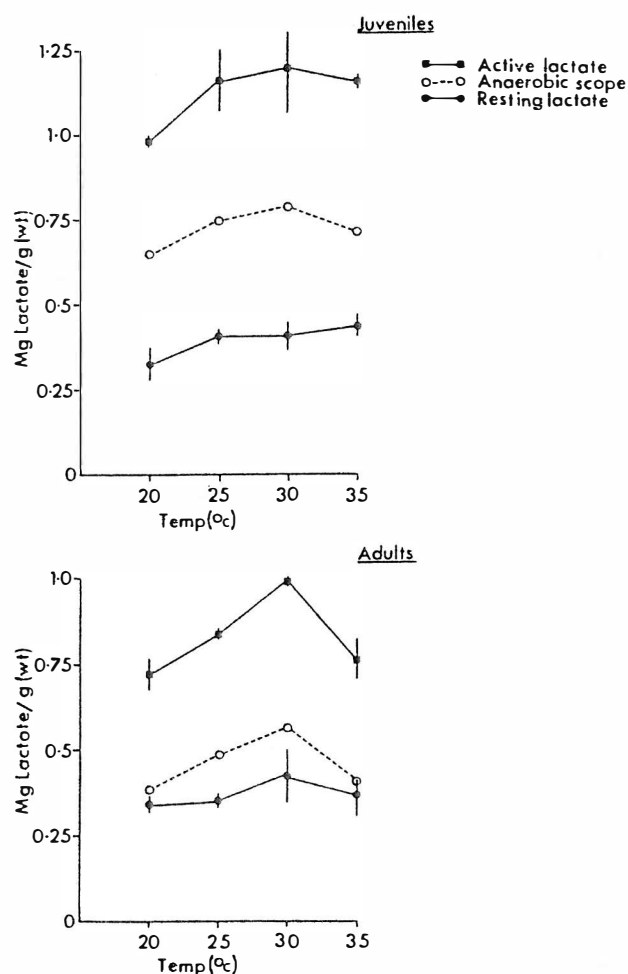 Juveniles
Active lactate
Anaerobic scope
Resting lactate
1·25
1·0
0·75
0·5
0·25
0
Mg Lactate/g (wt)
20 25 30 35
Temp(°c)
Adults
1·0
0·75
0·5
0·25
0
Mg Lactate/g (wt)
20 25 30 35
Temp(°c)